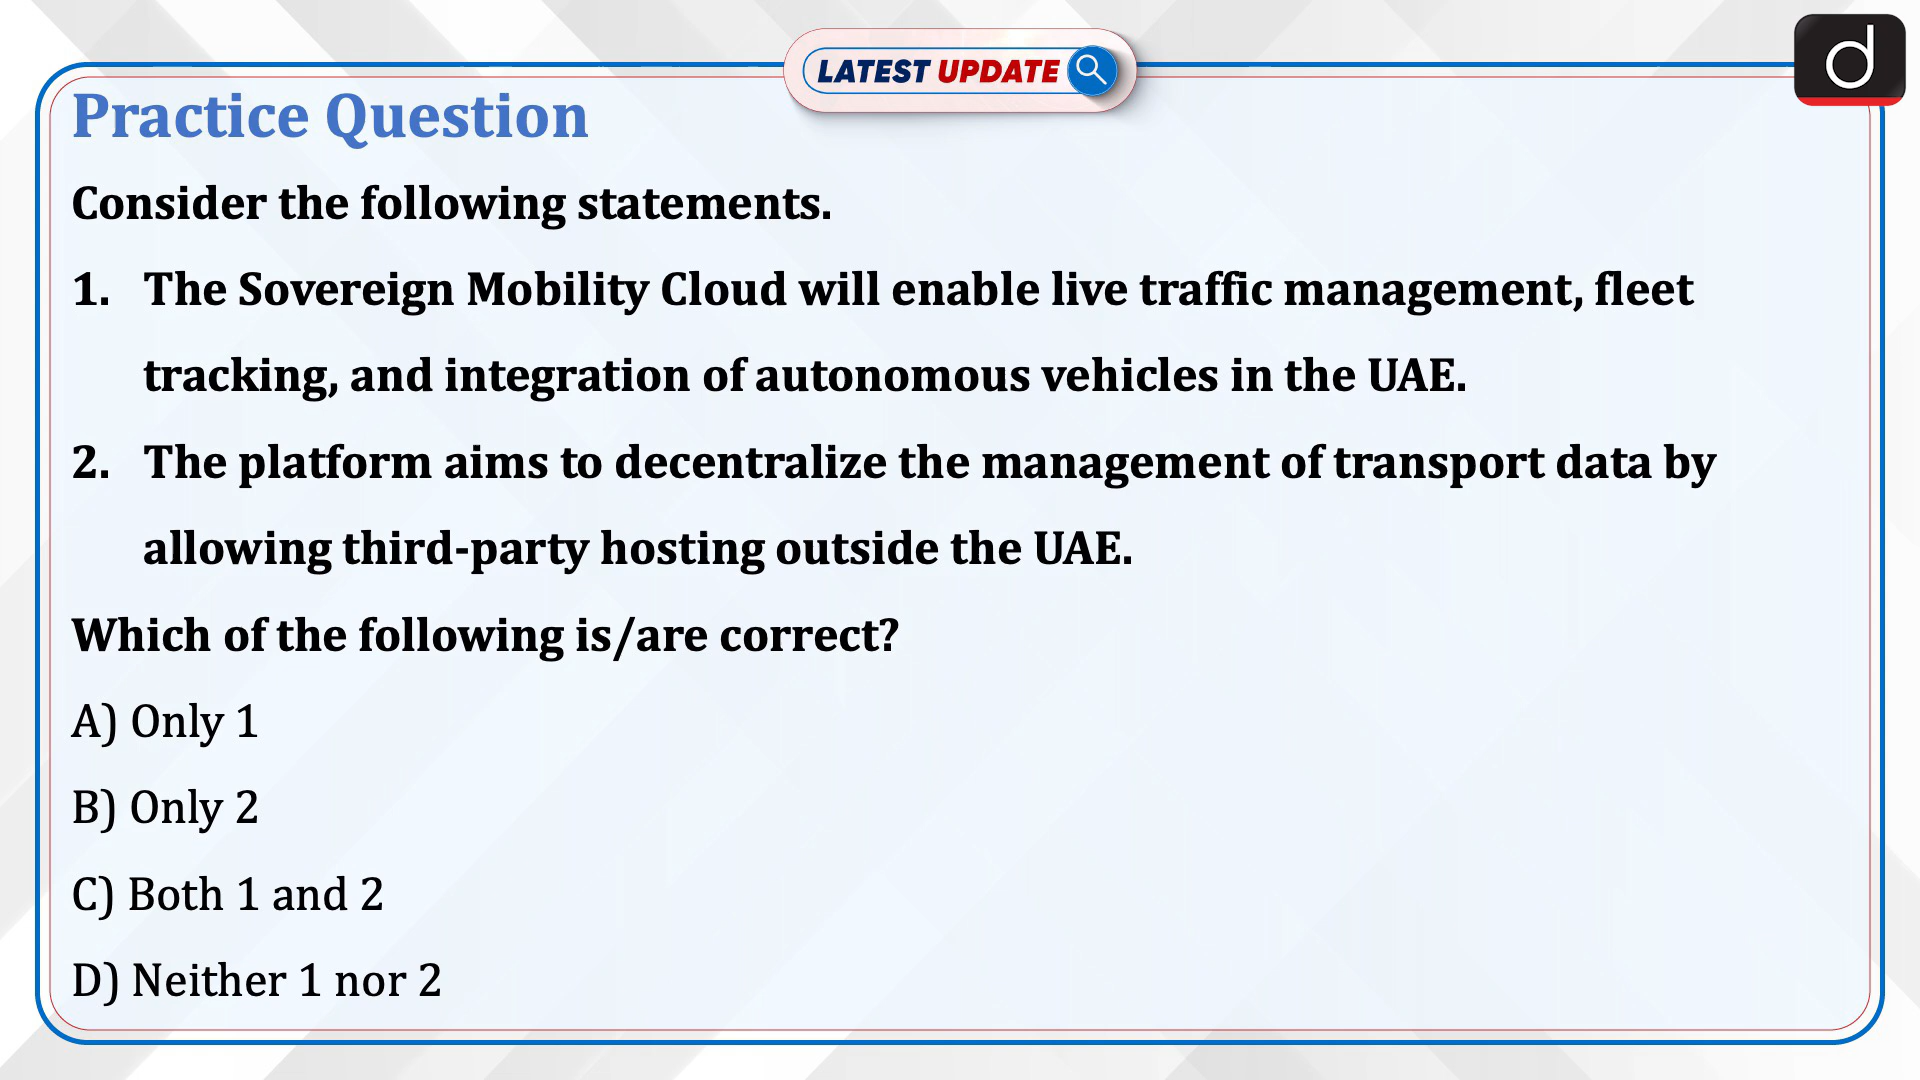 LATEST UPDATE
d
Practice Question
Consider the following statements.
1. The Sovereign Mobility Cloud will enable live traffic management, fleet
tracking, and integration of autonomous vehicles in the UAE.
2. The platform aims to decentralize the management of transport data by
allowing third-party hosting outside the UAE.
Which of the following is/are correct?
A) Only 1
B) Only 2
C) Both 1 and 2
D) Neither 1 nor 2